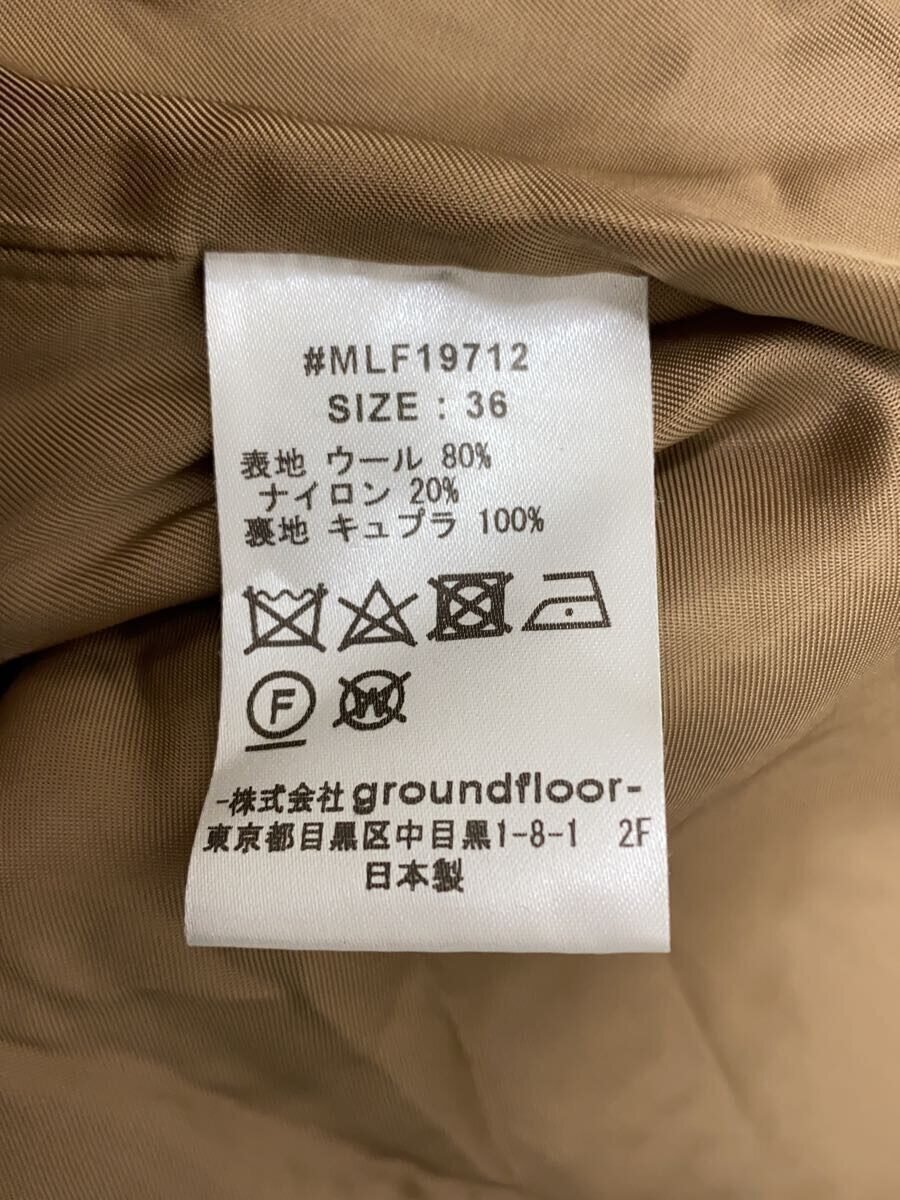 #MLF19712
SIZE : 36
表地 ウール 80%
ナイロン 20%
裏地 キュプラ 100%
F W
-株式会社groundfloor-
東京都目黒区中目黒1-8-1 2F
日本製